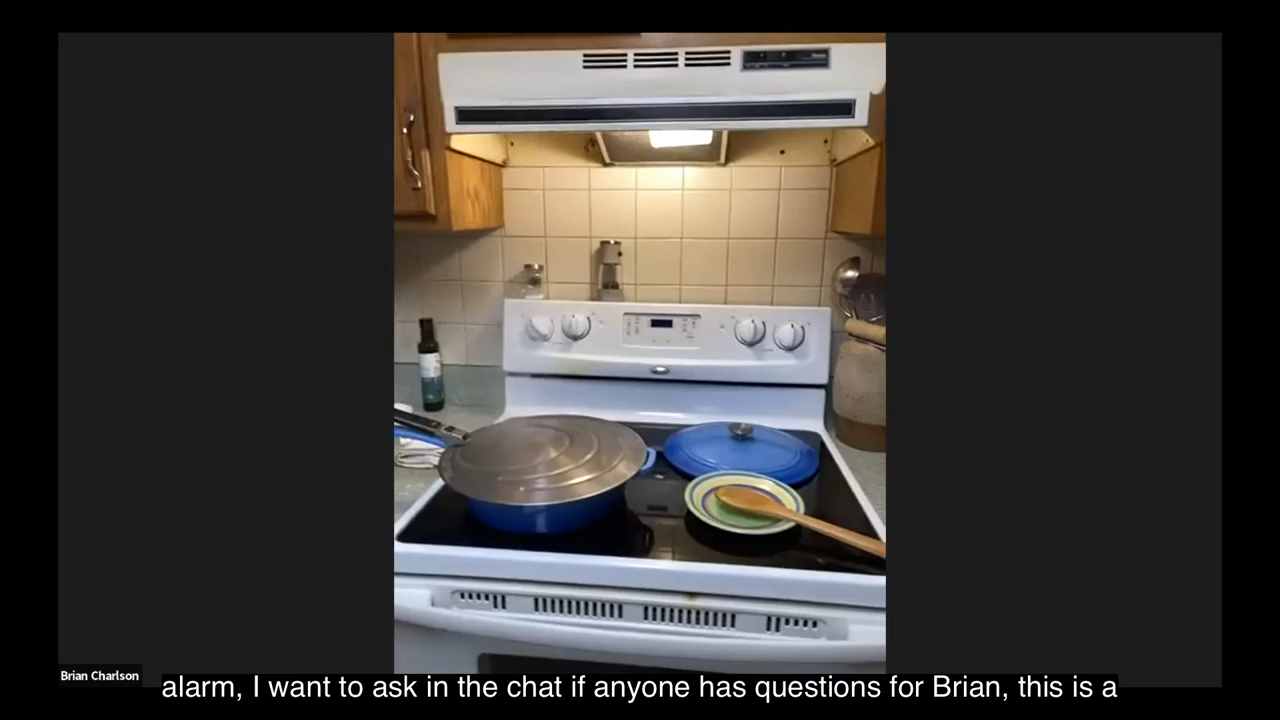 Brian Charlson
alarm, I want to ask in the chat if anyone has questions for Brian, this is a